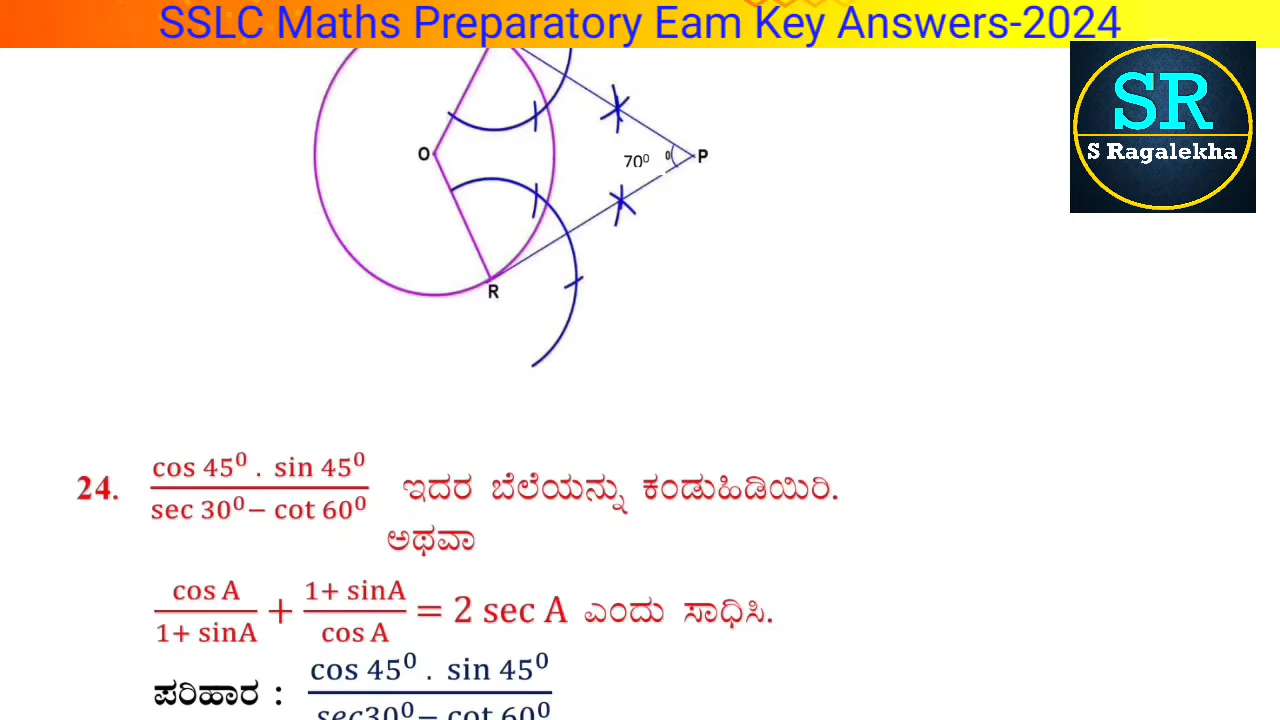 SSLC Maths Preparatory Eam Key Answers-2024
SR
S Ragalekha
O
70⁰
0
P
R
24. cos 45⁰ . sin 45⁰ / sec 30⁰ − cot 60⁰ ಇದರ ಬೆಲೆಯನ್ನು ಕಂಡುಹಿಡಿಯಿರಿ.
ಅಥವಾ
cos A / 1+ sinA + 1+ sinA / cos A = 2 sec A ಎಂದು ಸಾಧಿಸಿ.
ಪರಿಹಾರ : cos 45⁰ . sin 45⁰ / sec30⁰ − cot 60⁰